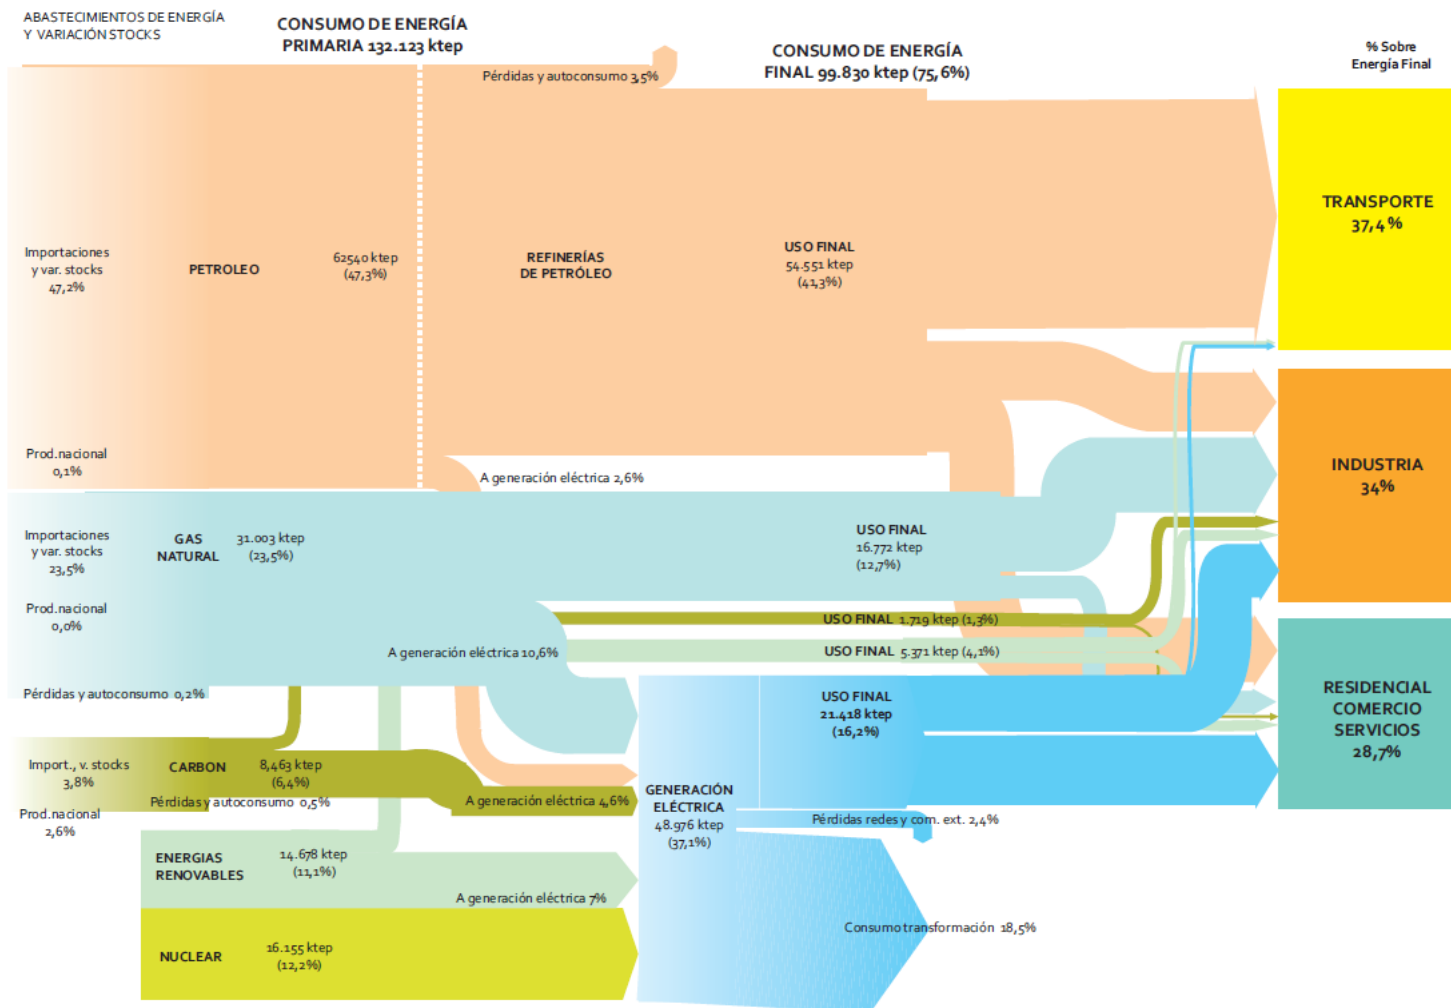 ABASTECIMIENTOS DE ENERGÍA
Y VARIACIÓN STOCKS
CONSUMO DE ENERGÍA
PRIMARIA 132.123 ktep
CONSUMO DE ENERGÍA
FINAL 99.830 ktep (75,6%)
% Sobre
Energía Final
Pérdidas y autoconsumo 3,5%
Importaciones
y var. stocks
47,2%
PETROLEO
62540 ktep
(47,3%)
REFINERÍAS
DE PETRÓLEO
USO FINAL
54.551 ktep
(41,3%)
TRANSPORTE
37,4%
Prod.nacional
0,1%
A generación eléctrica 2,6%
INDUSTRIA
34%
Importaciones
y var. stocks
23,5%
GAS
NATURAL
31.003 ktep
(23,5%)
USO FINAL
16.772 ktep
(12,7%)
Prod.nacional
0,0%
USO FINAL 1.719 ktep (1,3%)
A generación eléctrica 10,6%
USO FINAL 5.371 ktep (4,1%)
Pérdidas y autoconsumo 0,2%
USO FINAL
21.418 ktep
(16,2%)
RESIDENCIAL
COMERCIO
SERVICIOS
28,7%
Import., v. stocks
3,8%
CARBON
8,463 ktep
(6,4%)
Pérdidas y autoconsumo 0,5%
A generación eléctrica 4,6%
Prod.nacional
2,6%
GENERACIÓN
ELÉCTRICA
48.976 ktep
(37,1%)
Pérdidas redes y com. ext. 2,4%
ENERGIAS
RENOVABLES
14.678 ktep
(11,1%)
A generación eléctrica 7%
Consumo transformación 18,5%
NUCLEAR
16.155 ktep
(12,2%)